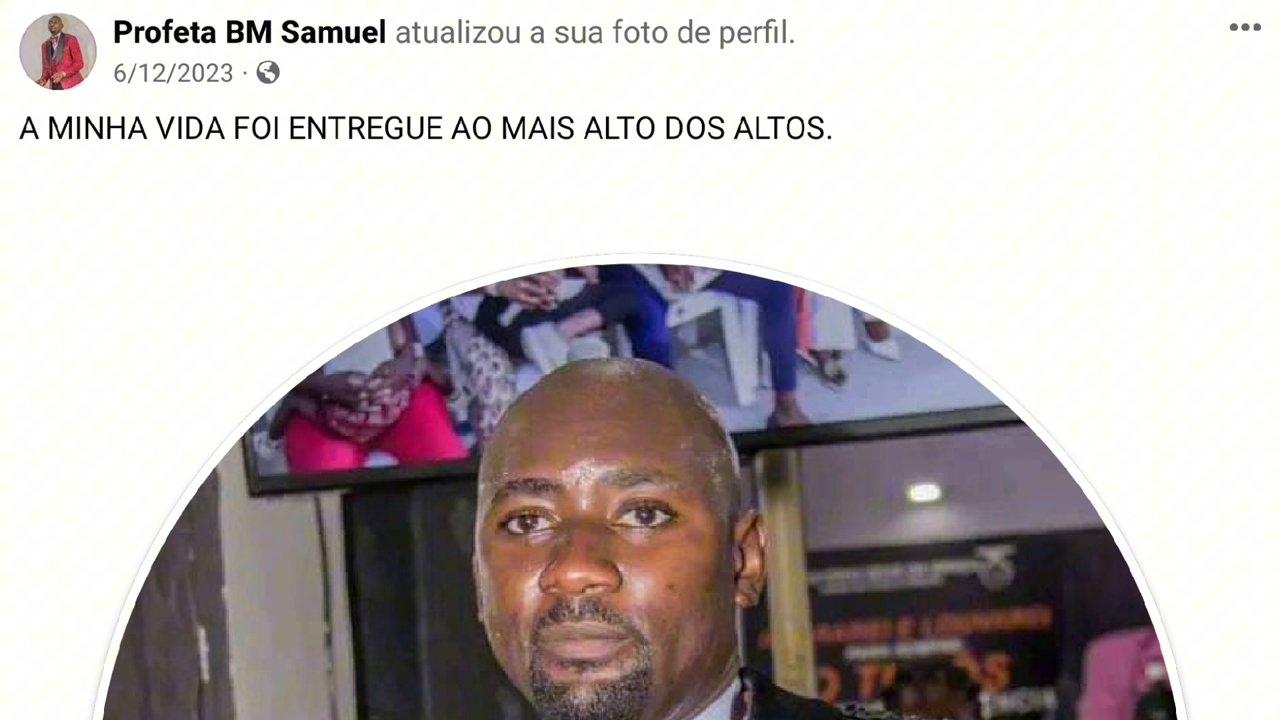 Profeta BM Samuel atualizou a sua foto de perfil.
6/12/2023 ·
A MINHA VIDA FOI ENTREGUE AO MAIS ALTO DOS ALTOS.